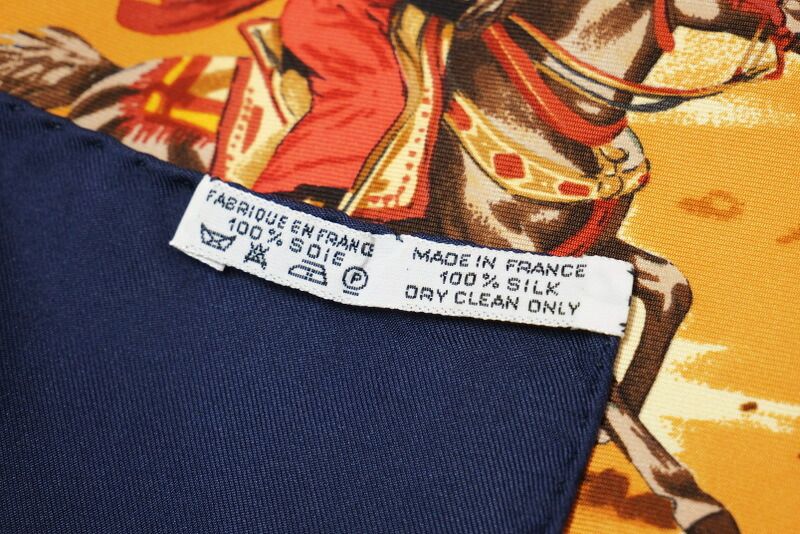 FABRIQUE EN FRANCE
100% SOIE
P
MADE IN FRANCE
100% SILK
DRY CLEAN ONLY